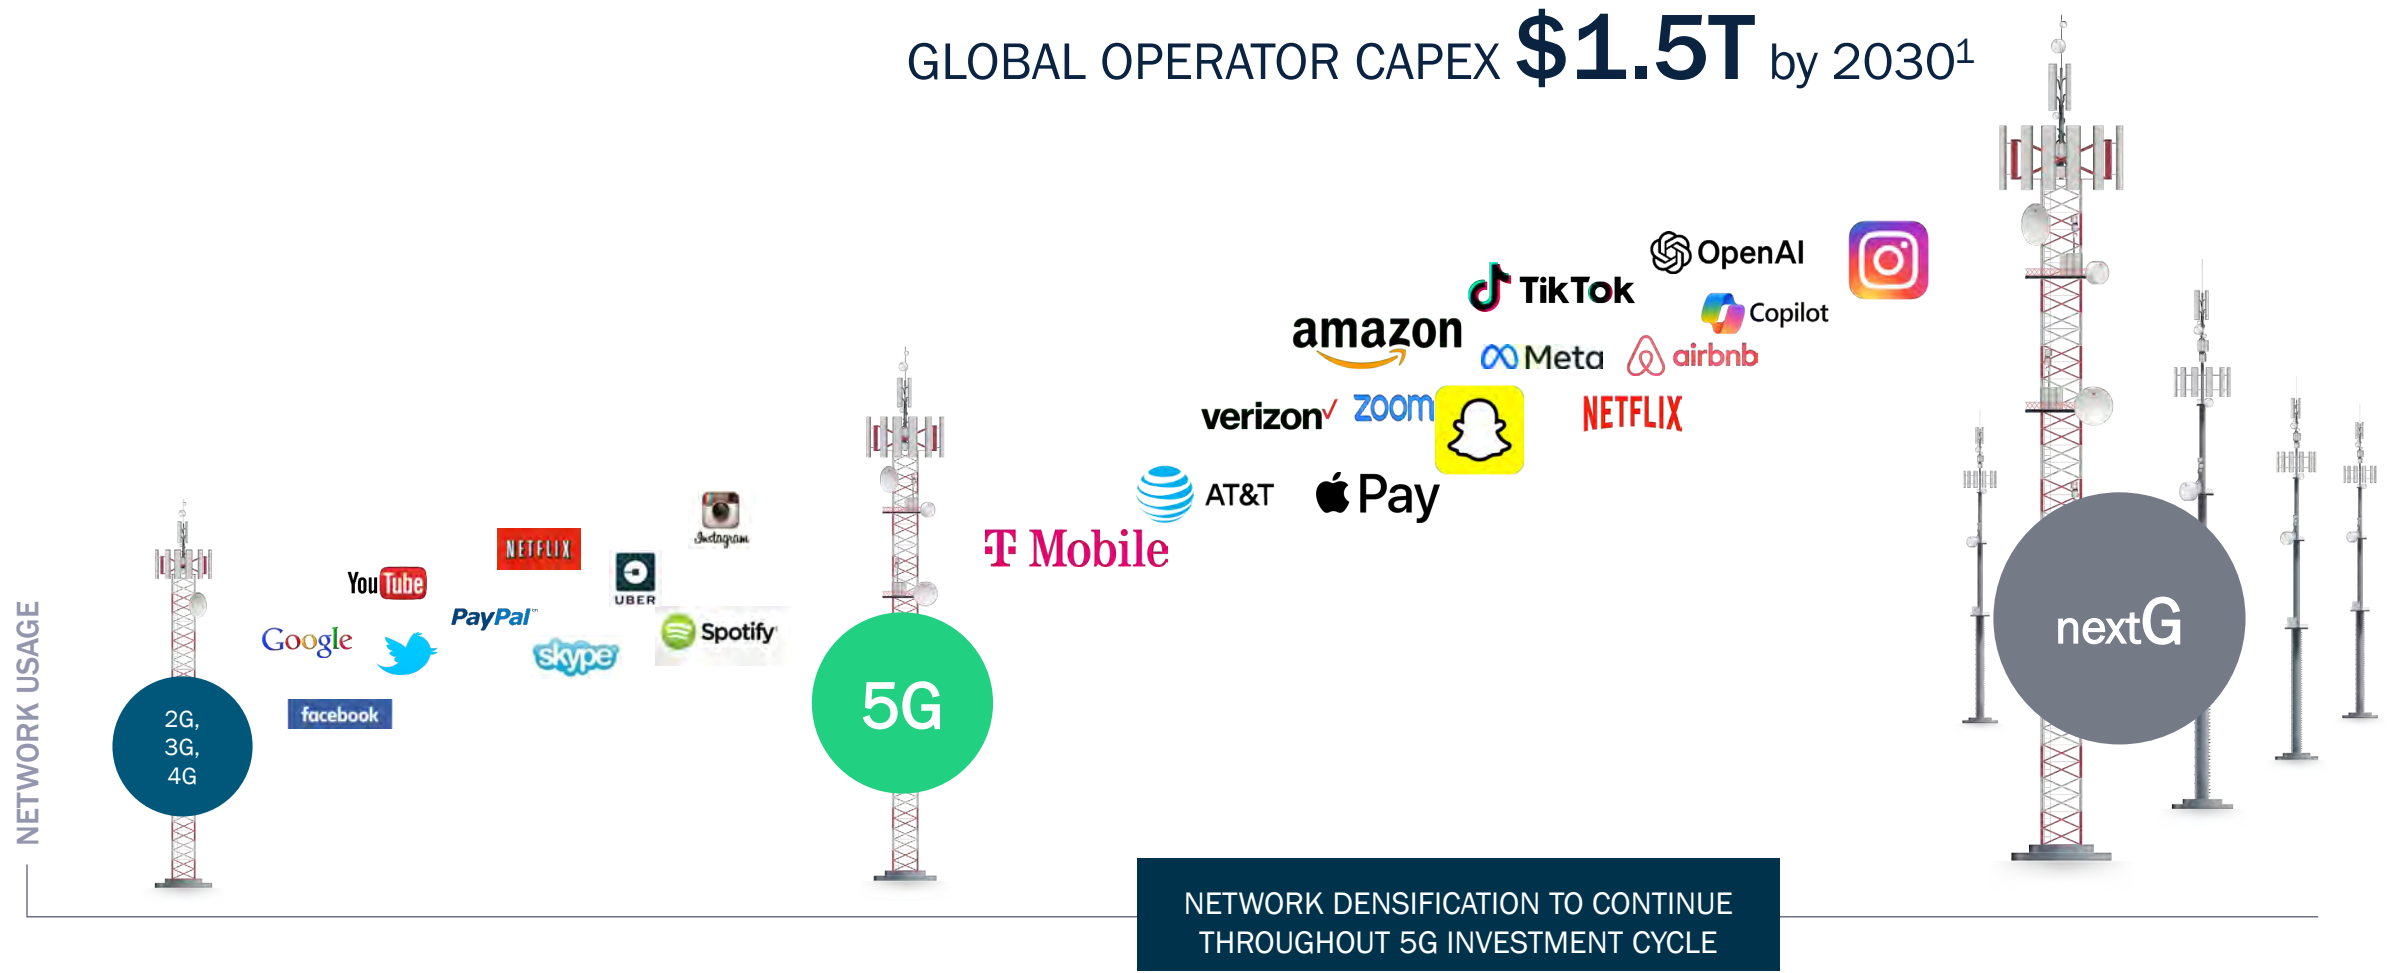 GLOBAL OPERATOR CAPEX $1.5T by 2030¹
OpenAI
TikTok
Copilot
amazon
Meta
airbnb
verizon
zoom
NETFLIX
AT&T
Pay
T Mobile
Instagram
NETFLIX
YouTube
UBER
PayPal™
Spotify
Google
skype
facebook
2G,
3G,
4G
5G
nextG
NETWORK USAGE
NETWORK DENSIFICATION TO CONTINUE
THROUGHOUT 5G INVESTMENT CYCLE